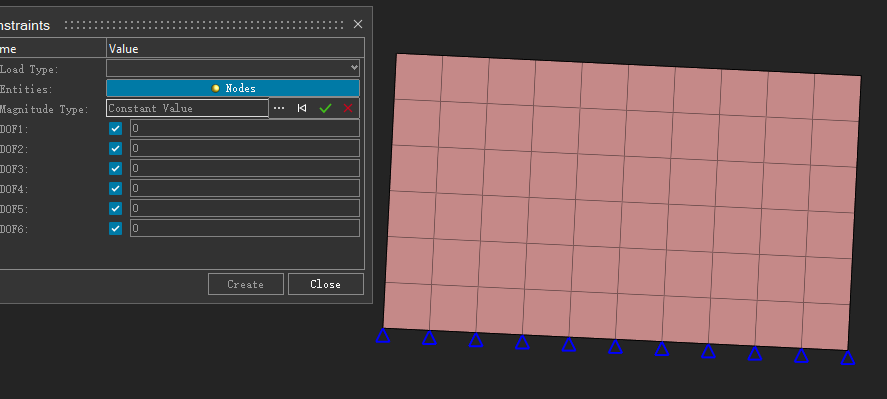 nstraints
me Value
Load Type:
Entities: Nodes
Magnitude Type: Constant Value ...
DOF1: 0
DOF2: 0
DOF3: 0
DOF4: 0
DOF5: 0
DOF6: 0
Create Close